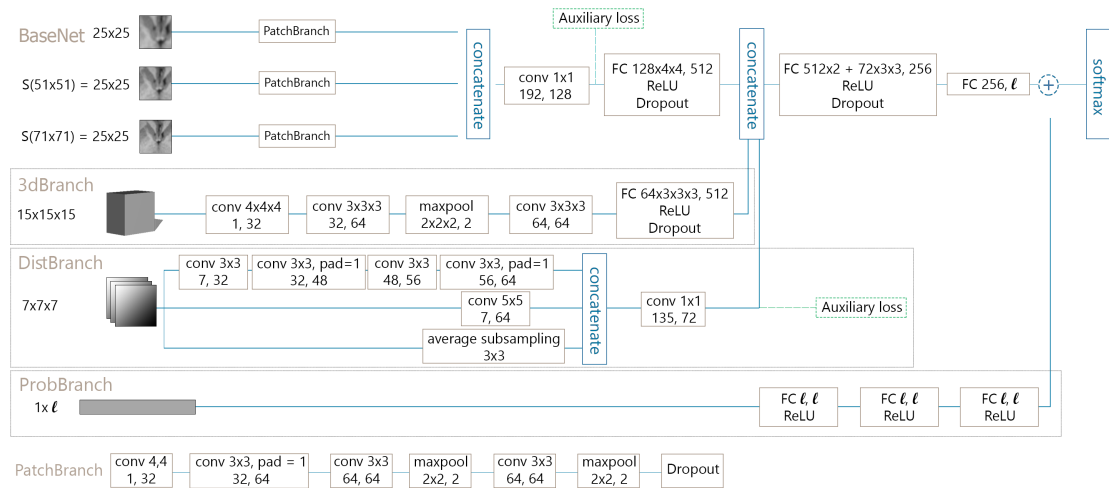 BaseNet
25x25
PatchBranch
S(51x51) = 25x25
PatchBranch
S(71x71) = 25x25
PatchBranch
concatenate
conv 1x1
192, 128
Auxiliary loss
FC 128x4x4, 512
ReLU
Dropout
concatenate
FC 512x2 + 72x3x3, 256
ReLU
Dropout
FC 256, ℓ
+
softmax
3dBranch
15x15x15
conv 4x4x4
1, 32
conv 3x3x3
32, 64
maxpool
2x2x2, 2
conv 3x3x3
64, 64
FC 64x3x3x3, 512
ReLU
Dropout
DistBranch
7x7x7
conv 3x3
7, 32
conv 3x3, pad=1
32, 48
conv 3x3
48, 56
conv 3x3, pad=1
56, 64
conv 5x5
7, 64
average subsampling
3x3
concatenate
conv 1x1
135, 72
Auxiliary loss
ProbBranch
1x ℓ
FC ℓ, ℓ
ReLU
FC ℓ, ℓ
ReLU
FC ℓ, ℓ
ReLU
PatchBranch
conv 4,4
1, 32
conv 3x3, pad = 1
32, 64
conv 3x3
64, 64
maxpool
2x2, 2
conv 3x3
64, 64
maxpool
2x2, 2
Dropout